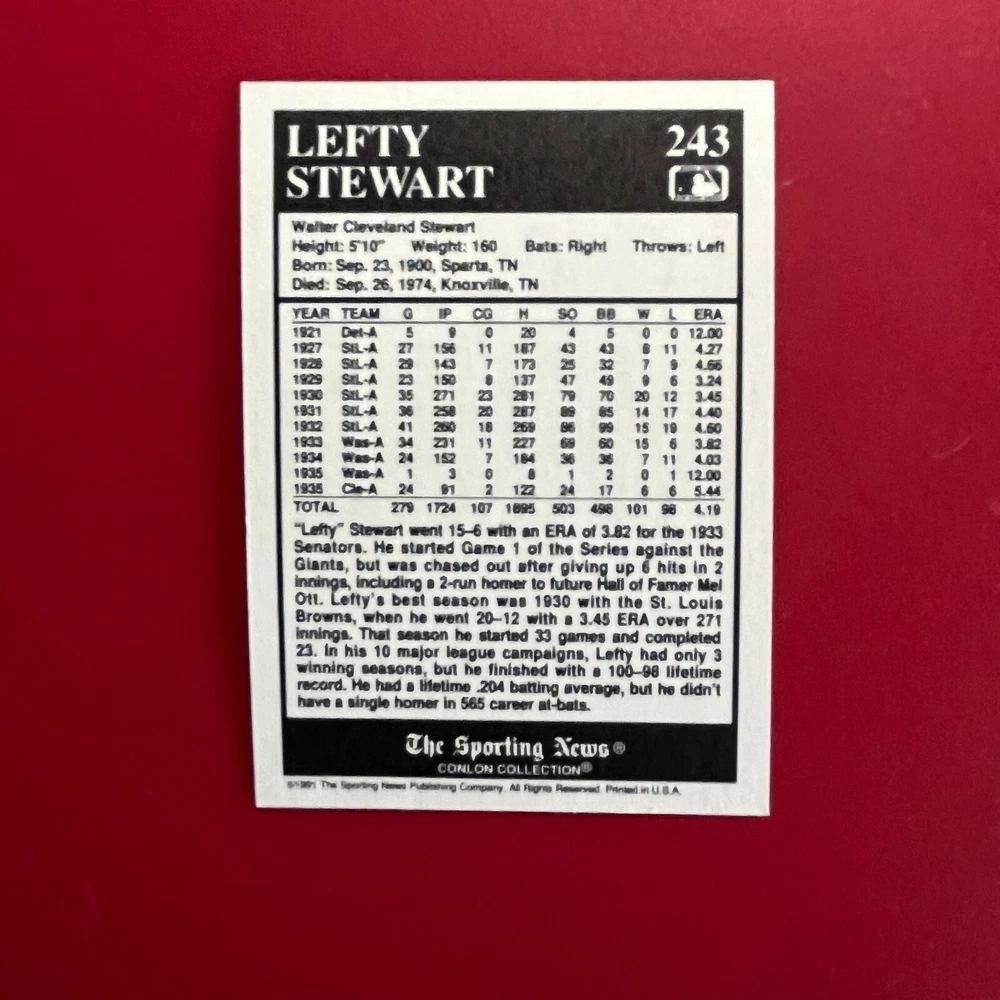 LEFTY
STEWART
243
Walter Cleveland Stewart
Height: 5'10" Weight: 160 Bats: Right Throws: Left
Born: Sep. 23, 1900, Sparta, TN
Died: Sep. 26, 1974, Knoxville, TN
YEAR TEAM G IP CG H SO BB W L ERA
1921 Det-A 5 9 0 20 4 5 0 0 12.00
1927 StL-A 27 156 11 187 43 43 8 11 4.27
1928 StL-A 29 143 7 173 25 32 7 9 4.66
1929 StL-A 23 150 8 137 47 49 9 6 3.24
1930 StL-A 35 271 23 281 79 70 20 12 3.45
1931 StL-A 36 258 20 287 89 85 14 17 4.40
1932 StL-A 41 260 18 269 86 99 15 19 4.60
1933 Was-A 34 231 11 227 69 60 15 6 3.82
1934 Was-A 24 152 7 184 36 36 7 11 4.03
1935 Was-A 1 3 0 8 1 2 0 1 12.00
1935 Cle-A 24 91 2 122 24 17 6 6 5.44
TOTAL 279 1724 107 1895 503 498 101 98 4.19
"Lefty" Stewart went 15–6 with an ERA of 3.82 for the 1933
Senators. He started Game 1 of the Series against the
Giants, but was chased out after giving up 6 hits in 2
innings, including a 2-run homer to future Hall of Famer Mel
Ott. Lefty's best season was 1930 with the St. Louis
Browns, when he went 20–12 with a 3.45 ERA over 271
innings. That season he started 33 games and completed
23. In his 10 major league campaigns, Lefty had only 3
winning seasons, but he finished with a 100–98 lifetime
record. He had a lifetime .204 batting average, but he didn't
have a single homer in 565 career at-bats.
The Sporting News®
CONLON COLLECTION®
©1991 The Sporting News Publishing Company. All Rights Reserved. Printed in U.S.A.